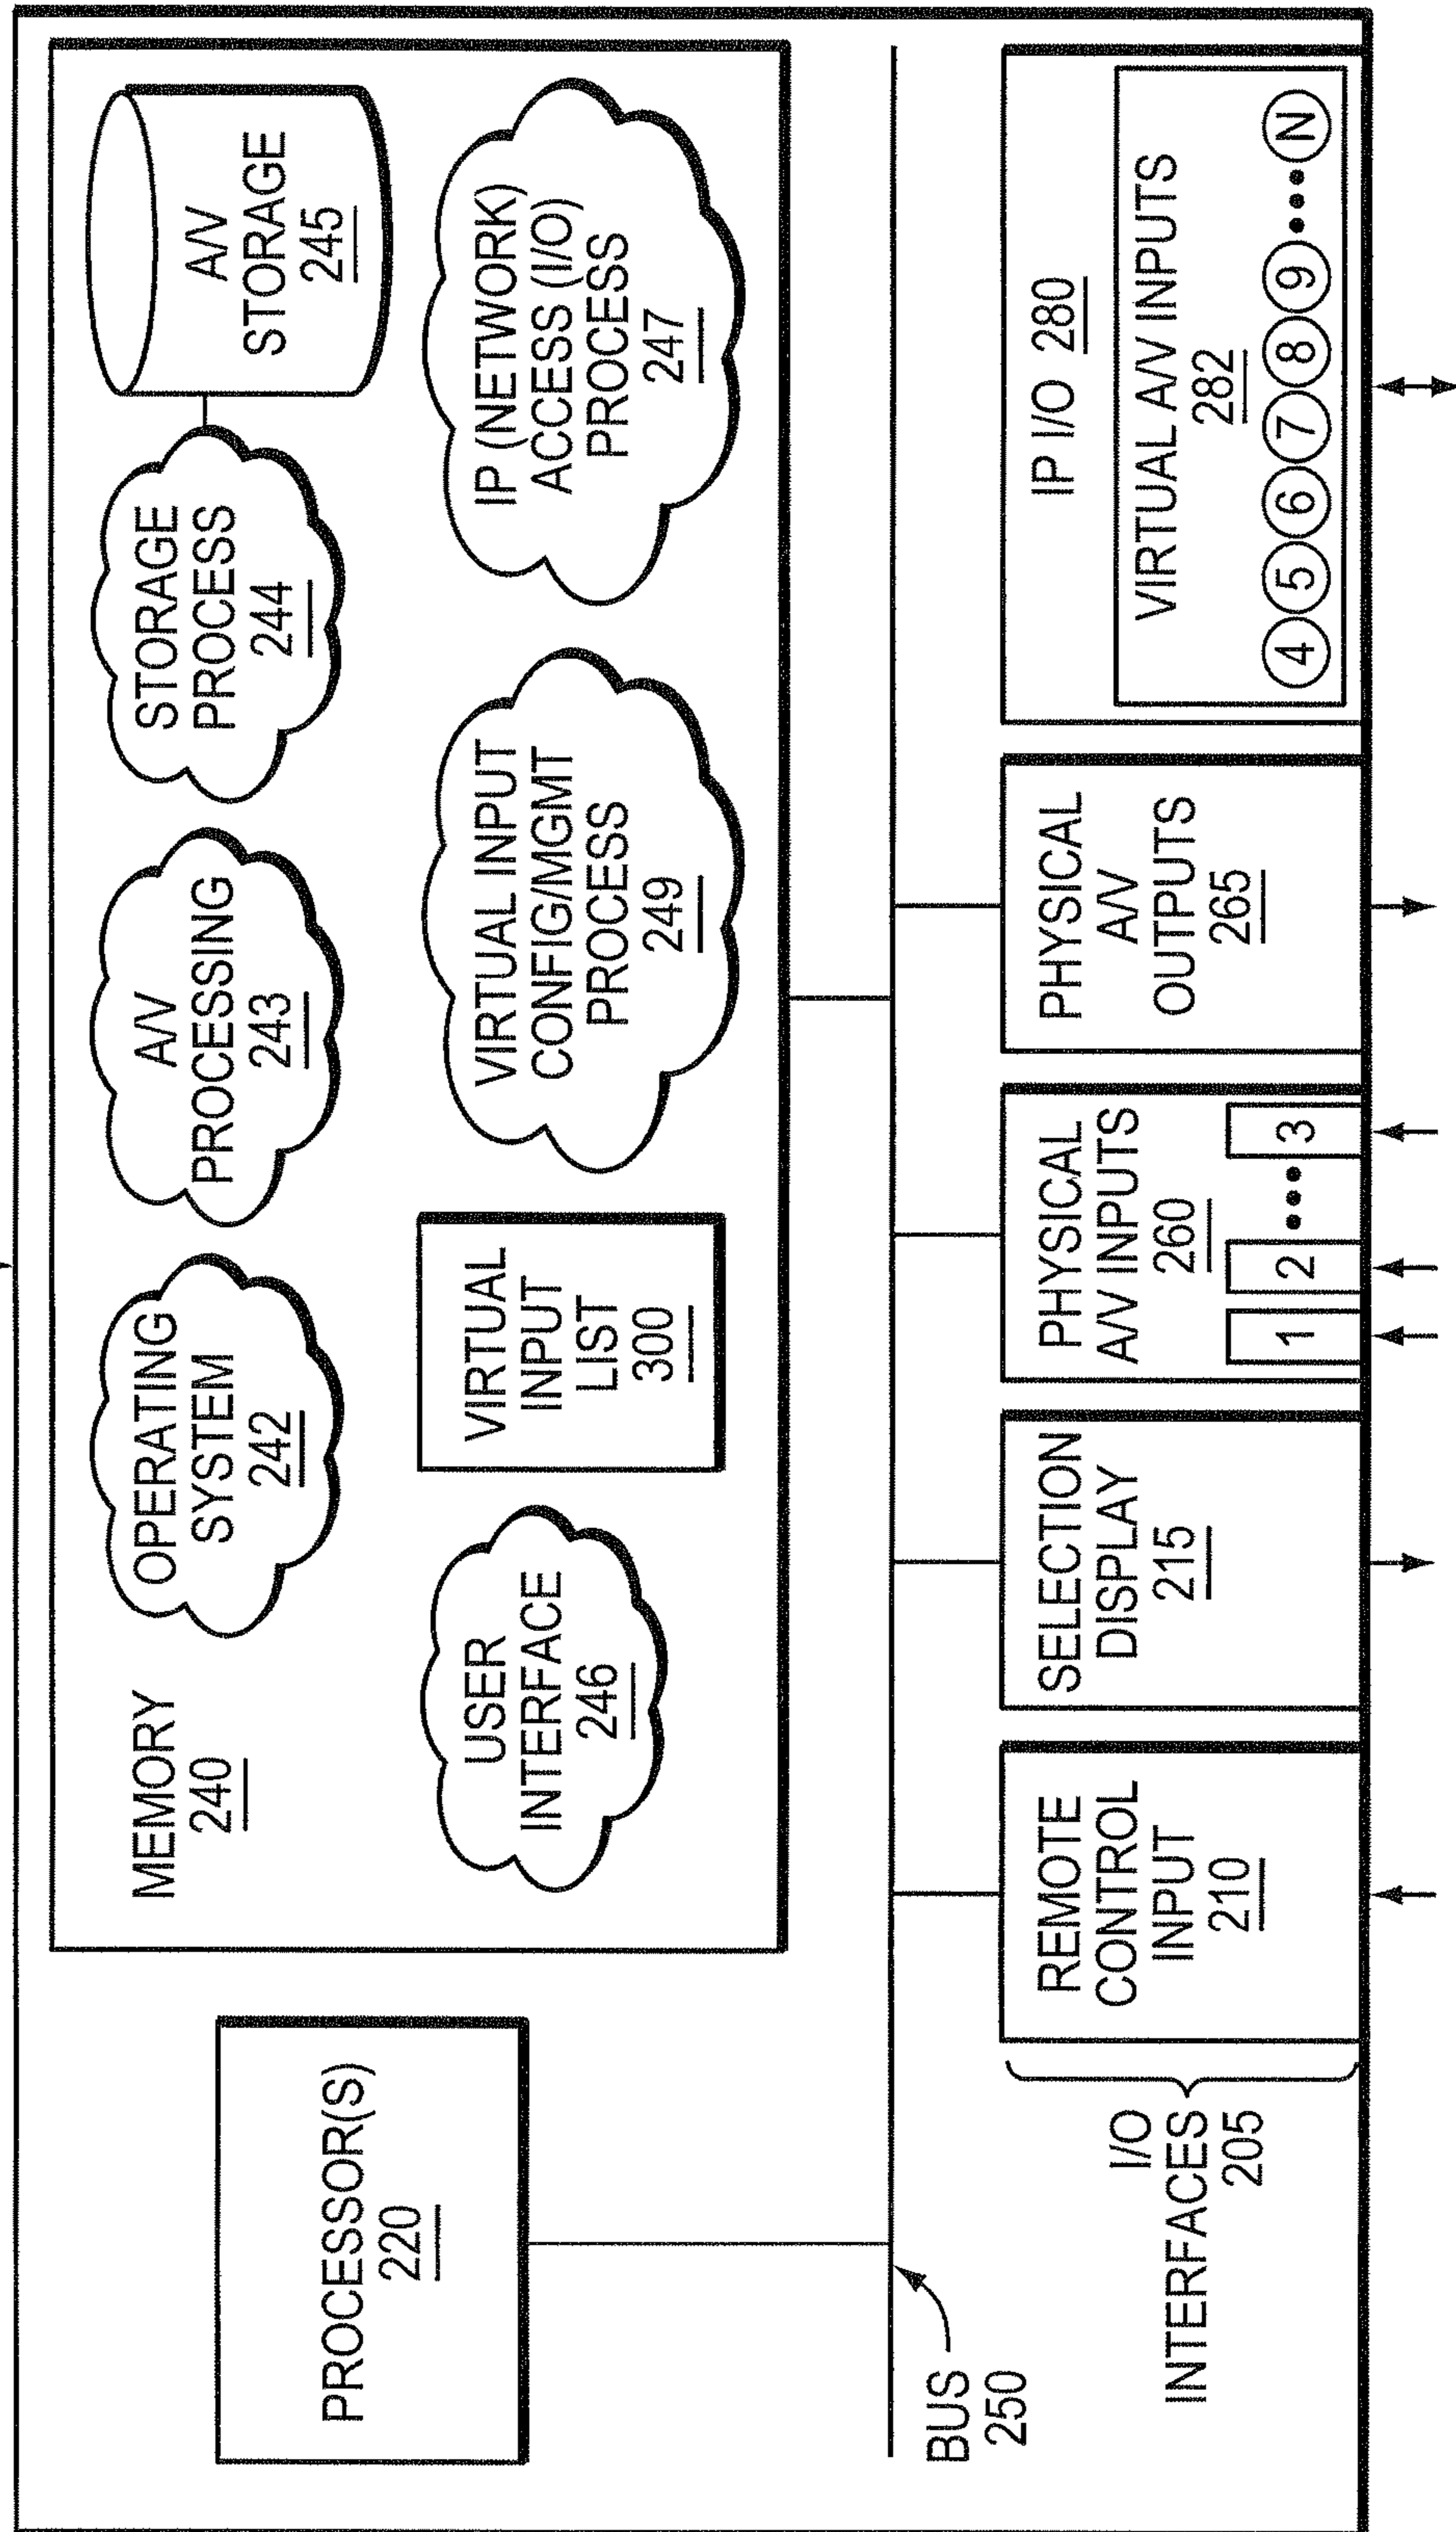 PROCESSOR(S)
220
MEMORY
240
OPERATING
SYSTEM
242
A/V
PROCESSING
243
STORAGE
PROCESS
244
A/V
STORAGE
245
USER
INTERFACE
246
VIRTUAL
INPUT
LIST
300
VIRTUAL INPUT
CONFIG/MGMT
PROCESS
249
IP (NETWORK)
ACCESS (I/O)
PROCESS
247
BUS
250
I/O
INTERFACES
205
REMOTE
CONTROL
INPUT
210
SELECTION
DISPLAY
215
PHYSICAL
A/V INPUTS
260
1 2 ••• 3
PHYSICAL
A/V
OUTPUTS
265
IP I/O 280
VIRTUAL A/V INPUTS
282
4 5 6 7 8 9 ••• N